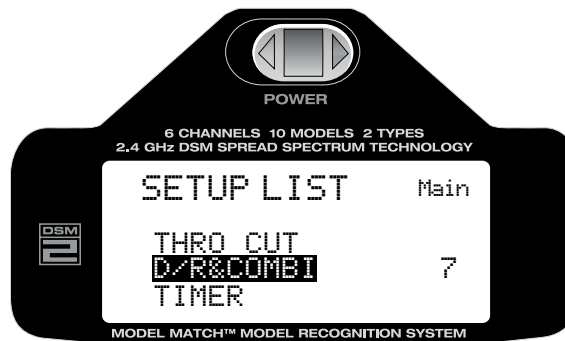 POWER
6 CHANNELS 10 MODELS 2 TYPES
2.4 GHz DSM SPREAD SPECTRUM TECHNOLOGY
SETUP LIST Main
DSM
2
THRO CUT
D/R&COMBI 7
TIMER
MODEL MATCH™ MODEL RECOGNITION SYSTEM